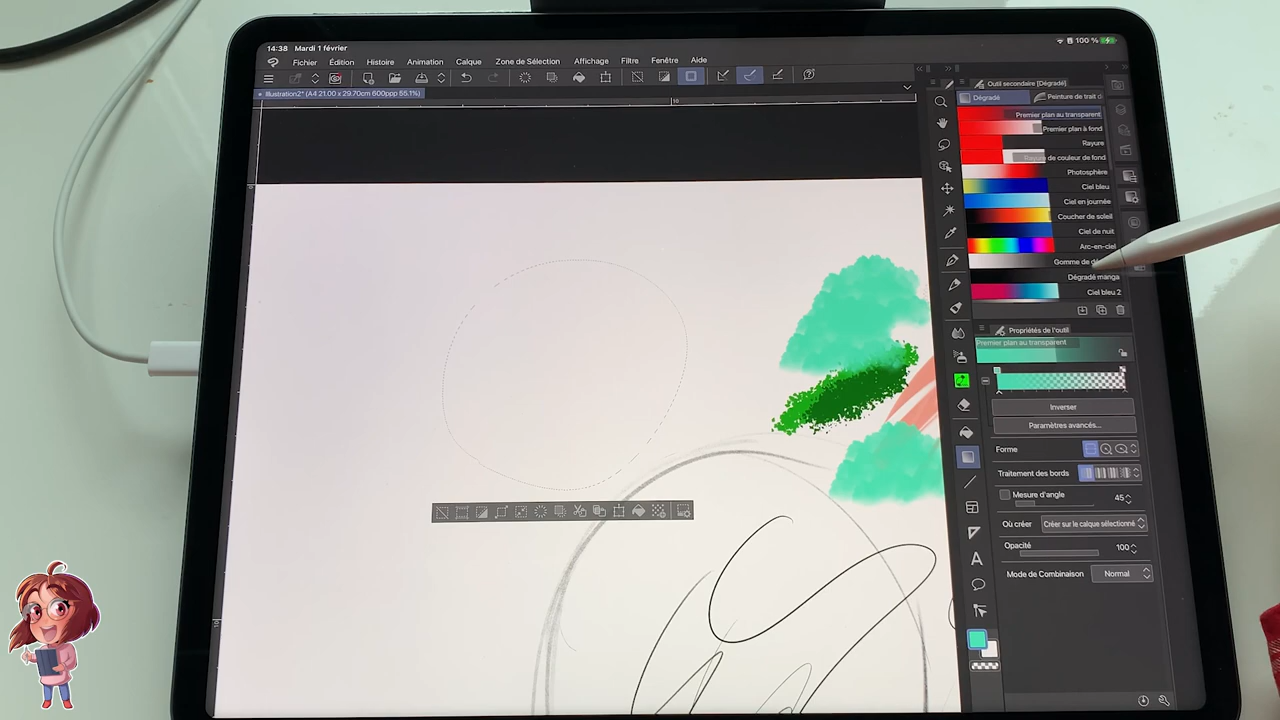 14:38 Mardi 1 février
100 %
Fichier Édition Histoire Animation Calque Zone de Sélection Affichage Filtre Fenêtre Aide
Illustration2* (A4 21.00 x 29.70cm 600ppp 55.1%)
10
10
Outil secondaire [Dégradé]
Dégradé Peinture de trait d
Premier plan au transparent
Premier plan à fond
Rayure
Rayure de couleur de fond
Photosphère
Ciel bleu
Ciel en journée
Coucher de soleil
Ciel de nuit
Arc-en-ciel
Gomme de dé
Dégradé manga
Ciel bleu 2
Propriétés de l'outil
Premier plan au transparent
Inverser
Paramètres avancés...
Forme
Traitement des bords
Mesure d'angle 45
Où créer Créer sur le calque sélectionné
Opacité 100
Mode de Combinaison Normal
A